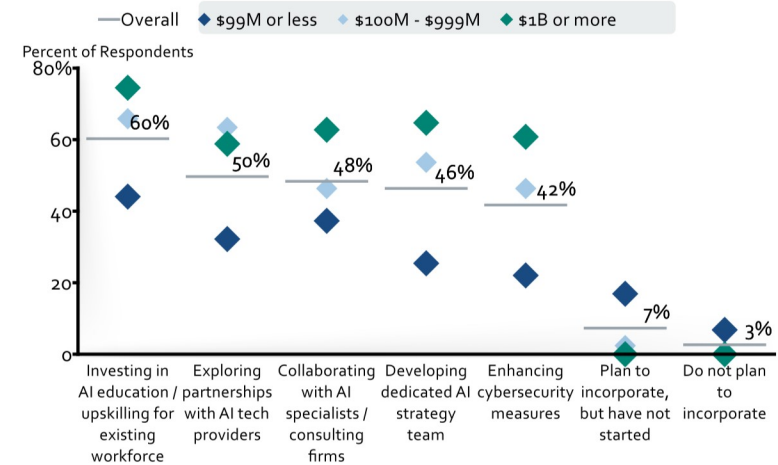 Overall $99M or less $100M - $999M $1B or more
Percent of Respondents
80%
60
40
20
0
60%
50%
48%
46%
42%
7%
3%
Investing in
AI education /
upskilling for
existing
workforce
Exploring
partnerships
with AI tech
providers
Collaborating
with AI
specialists /
consulting
firms
Developing
dedicated AI
strategy
team
Enhancing
cybersecurity
measures
Plan to
incorporate,
but have not
started
Do not plan
to
incorporate